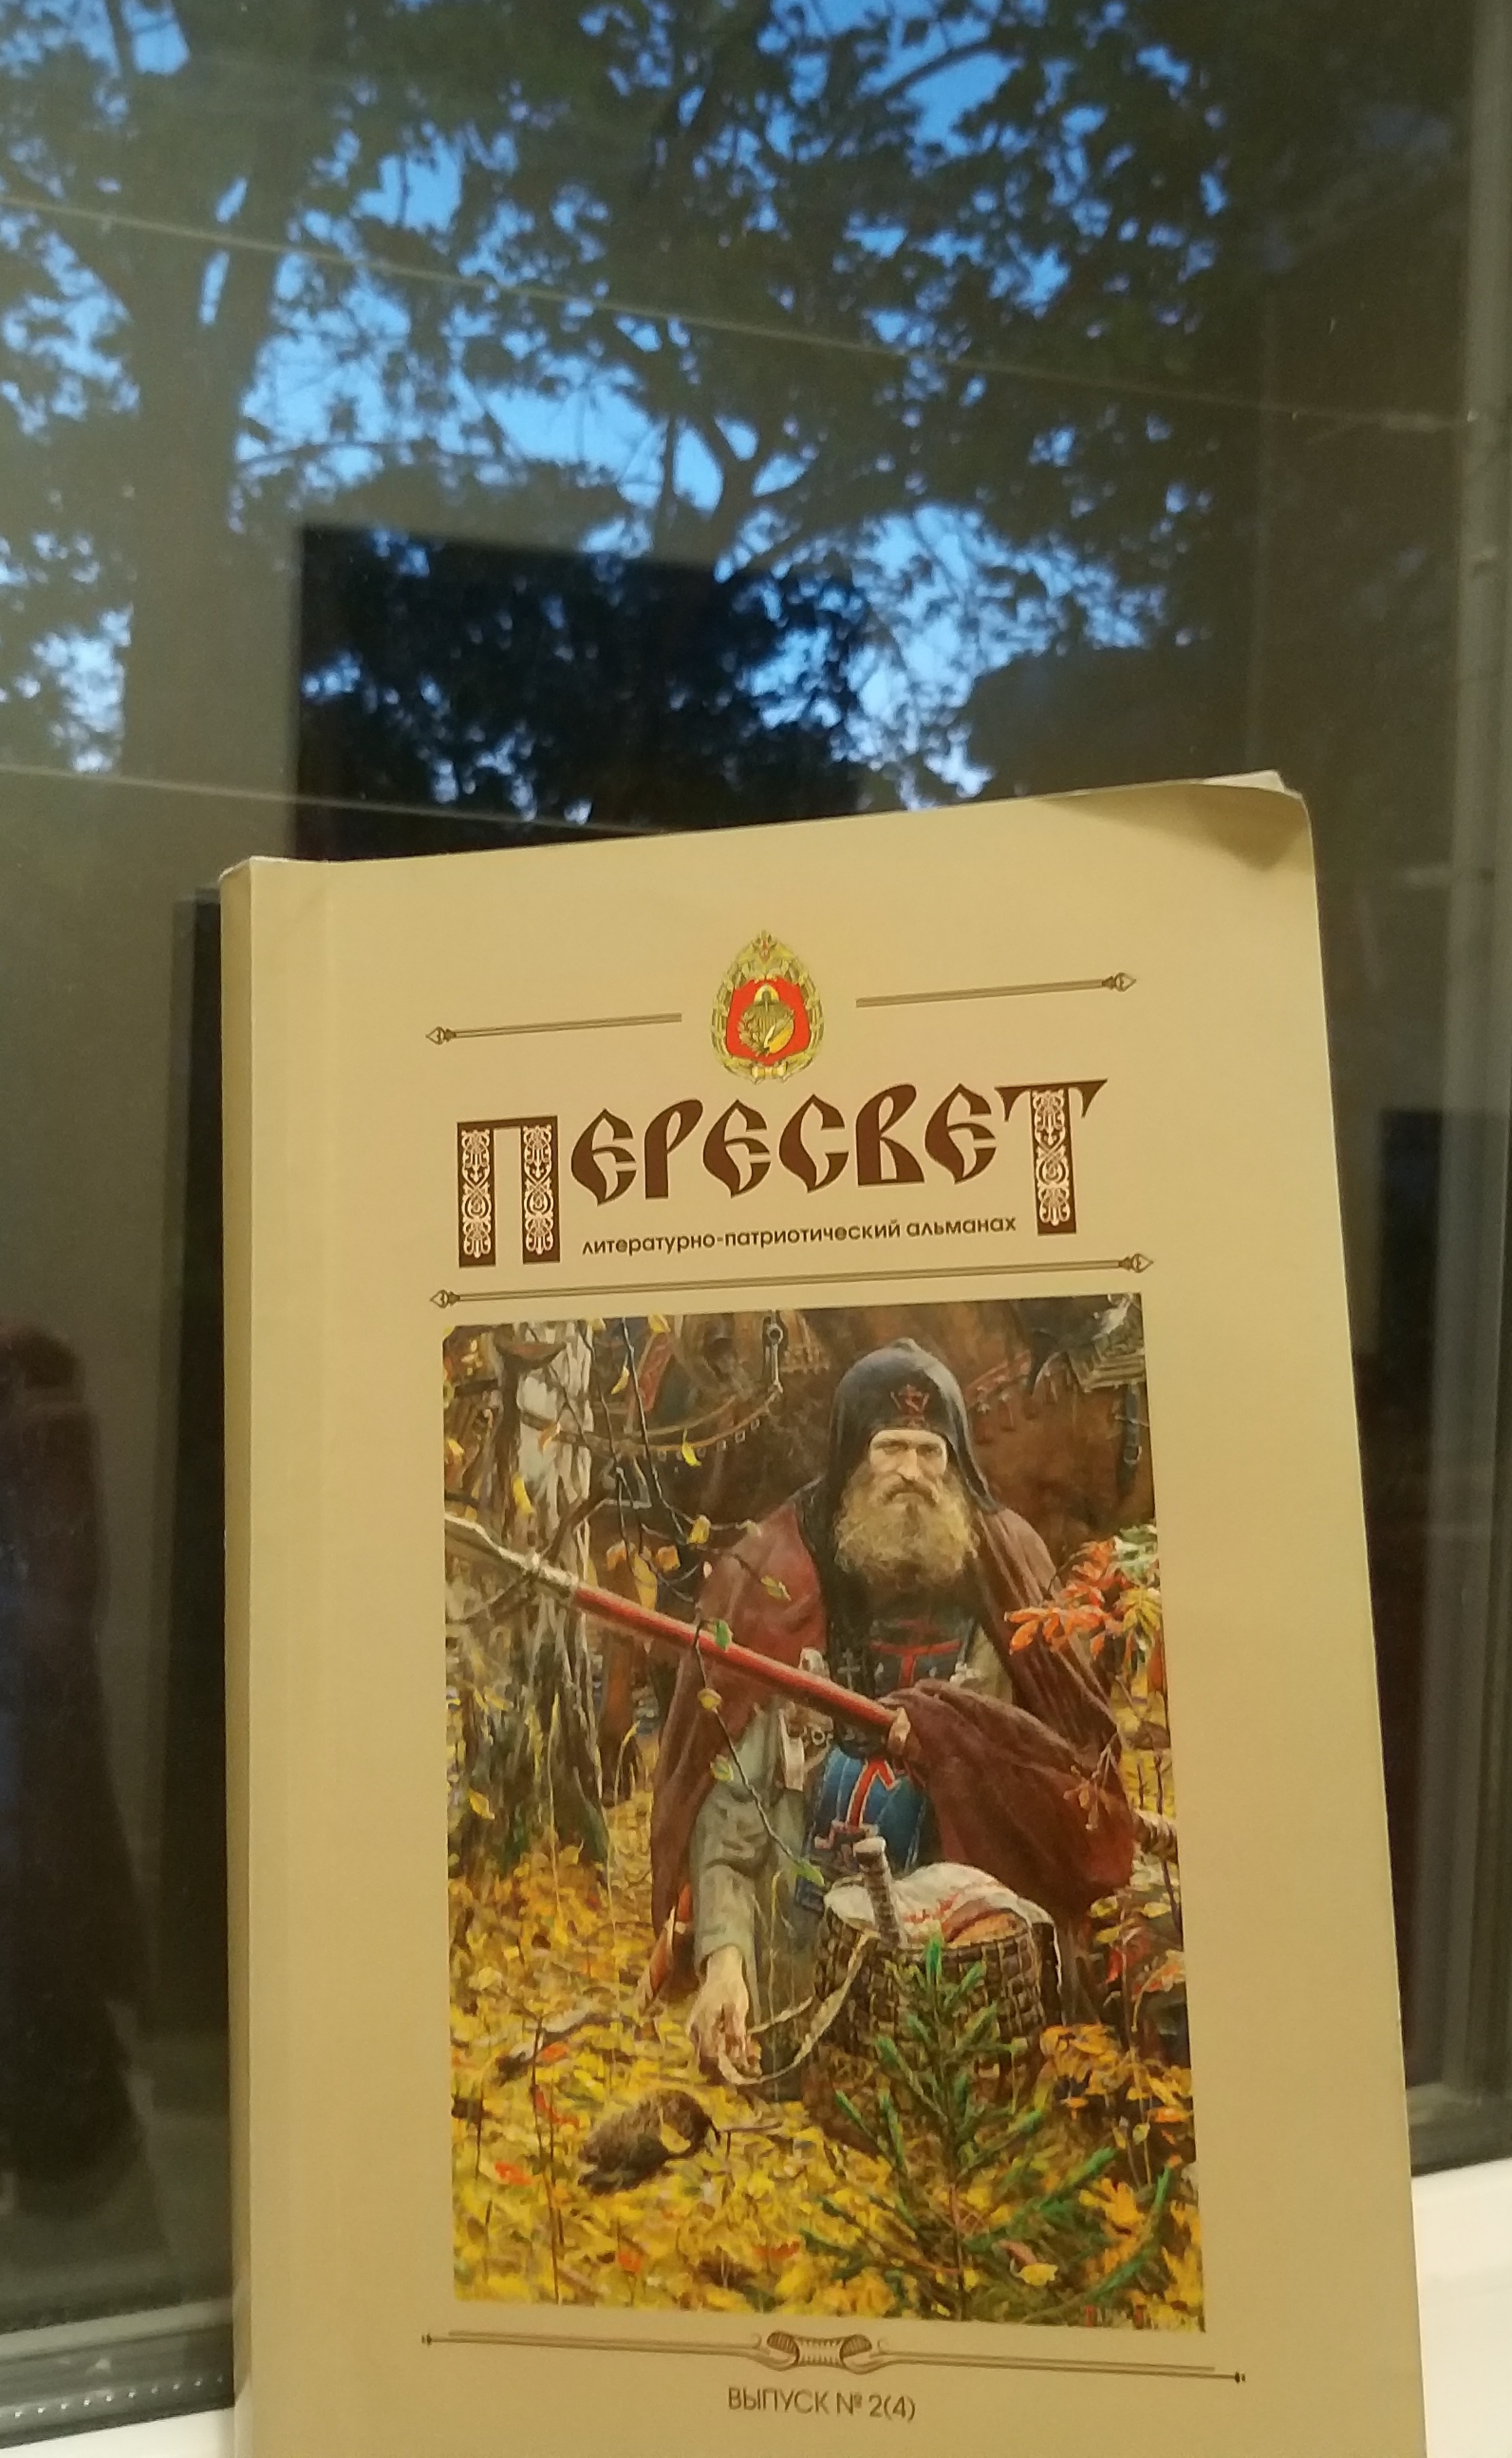 ПЕРЕСВЕТ
литературно-патриотический альманах
ВЫПУСК № 2(4)